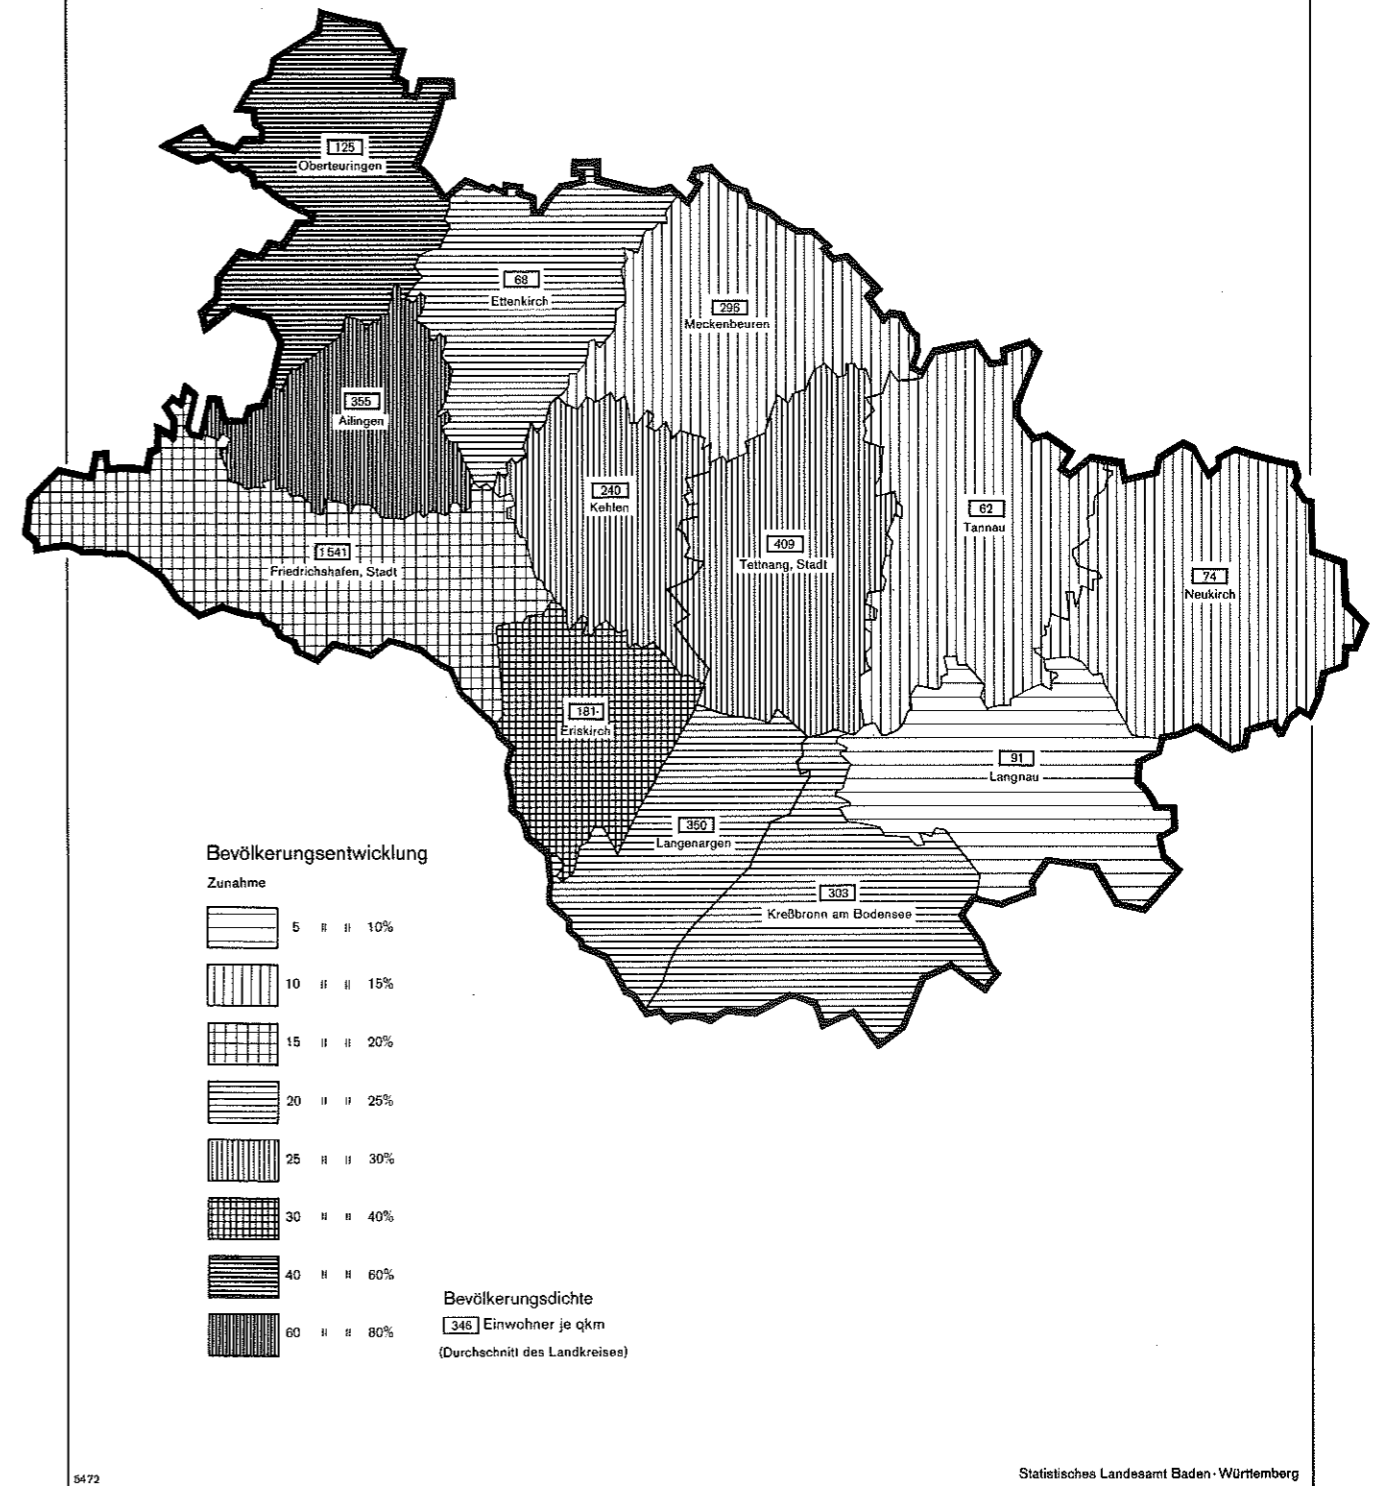 125
Oberteuringen
68
Ettenkirch
296
Meckenbeuren
355
Ailingen
240
Kehlen
62
Tannau
1541
Friedrichshafen, Stadt
409
Tettnang, Stadt
74
Neukirch
181
Eriskirch
91
Langnau
350
Langenargen
303
Kreßbronn am Bodensee
Bevölkerungsentwicklung
Zunahme
5 " " 10%
10 " " 15%
15 " " 20%
20 " " 25%
25 " " 30%
30 " " 40%
40 " " 60%
60 " " 80%
Bevölkerungsdichte
346 Einwohner je qkm
(Durchschnitt des Landkreises)
5472
Statistisches Landesamt Baden-Württemberg